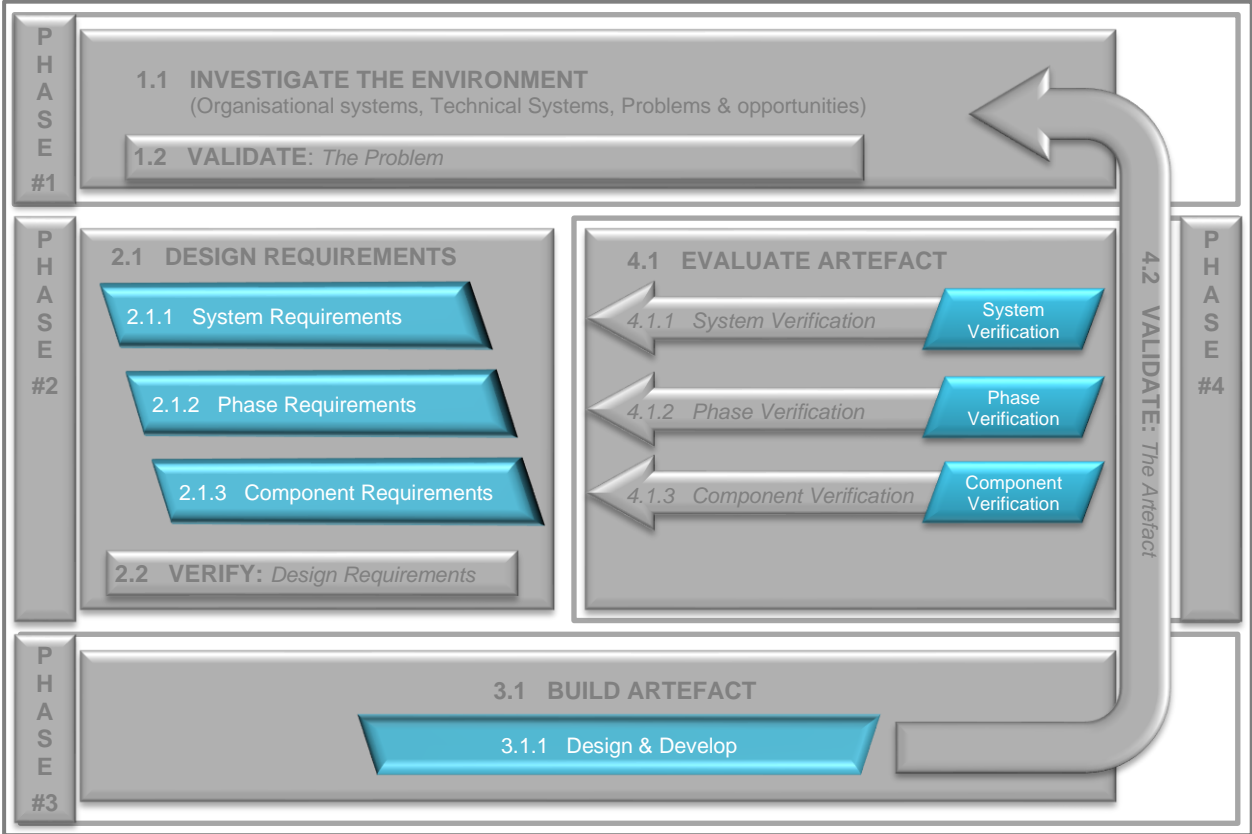 PHASE #1
1.1 INVESTIGATE THE ENVIRONMENT
(Organisational systems, Technical Systems, Problems & opportunities)
1.2 VALIDATE: The Problem
PHASE #2
2.1 DESIGN REQUIREMENTS
2.1.1 System Requirements
2.1.2 Phase Requirements
2.1.3 Component Requirements
2.2 VERIFY: Design Requirements
4.1 EVALUATE ARTEFACT
4.1.1 System Verification
System
Verification
4.1.2 Phase Verification
Phase
Verification
4.1.3 Component Verification
Component
Verification
4.2 VALIDATE: The Artefact
PHASE #4
PHASE #3
3.1 BUILD ARTEFACT
3.1.1 Design & Develop